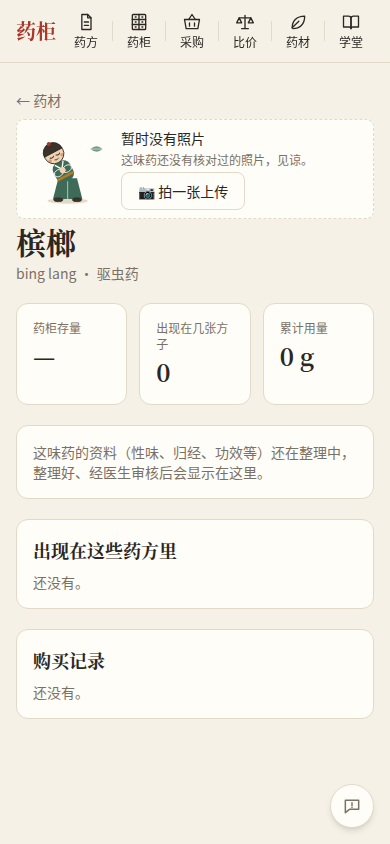 药柜
药方
药柜
采购
比价
药材
学堂
← 药材
暂时没有照片
这味药还没有核对过的照片，见谅。
📷 拍一张上传
槟榔
bing lang · 驱虫药
药柜存量
—
出现在几张方
子
0
累计用量
0 g
这味药的资料（性味、归经、功效等）还在整理中，
整理好、经医生审核后会显示在这里。
出现在这些药方里
还没有。
购买记录
还没有。